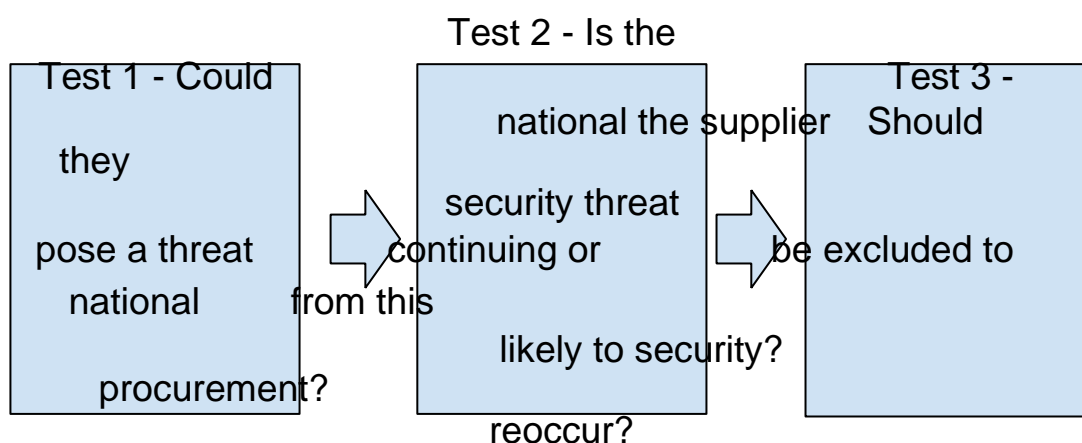 Test 2 - Is the
Test 1 - Could
Test 3 -
national the supplier
Should
they
security threat
pose a threat
continuing or
be excluded to
national
from this
likely to security?
procurement?
reoccur?